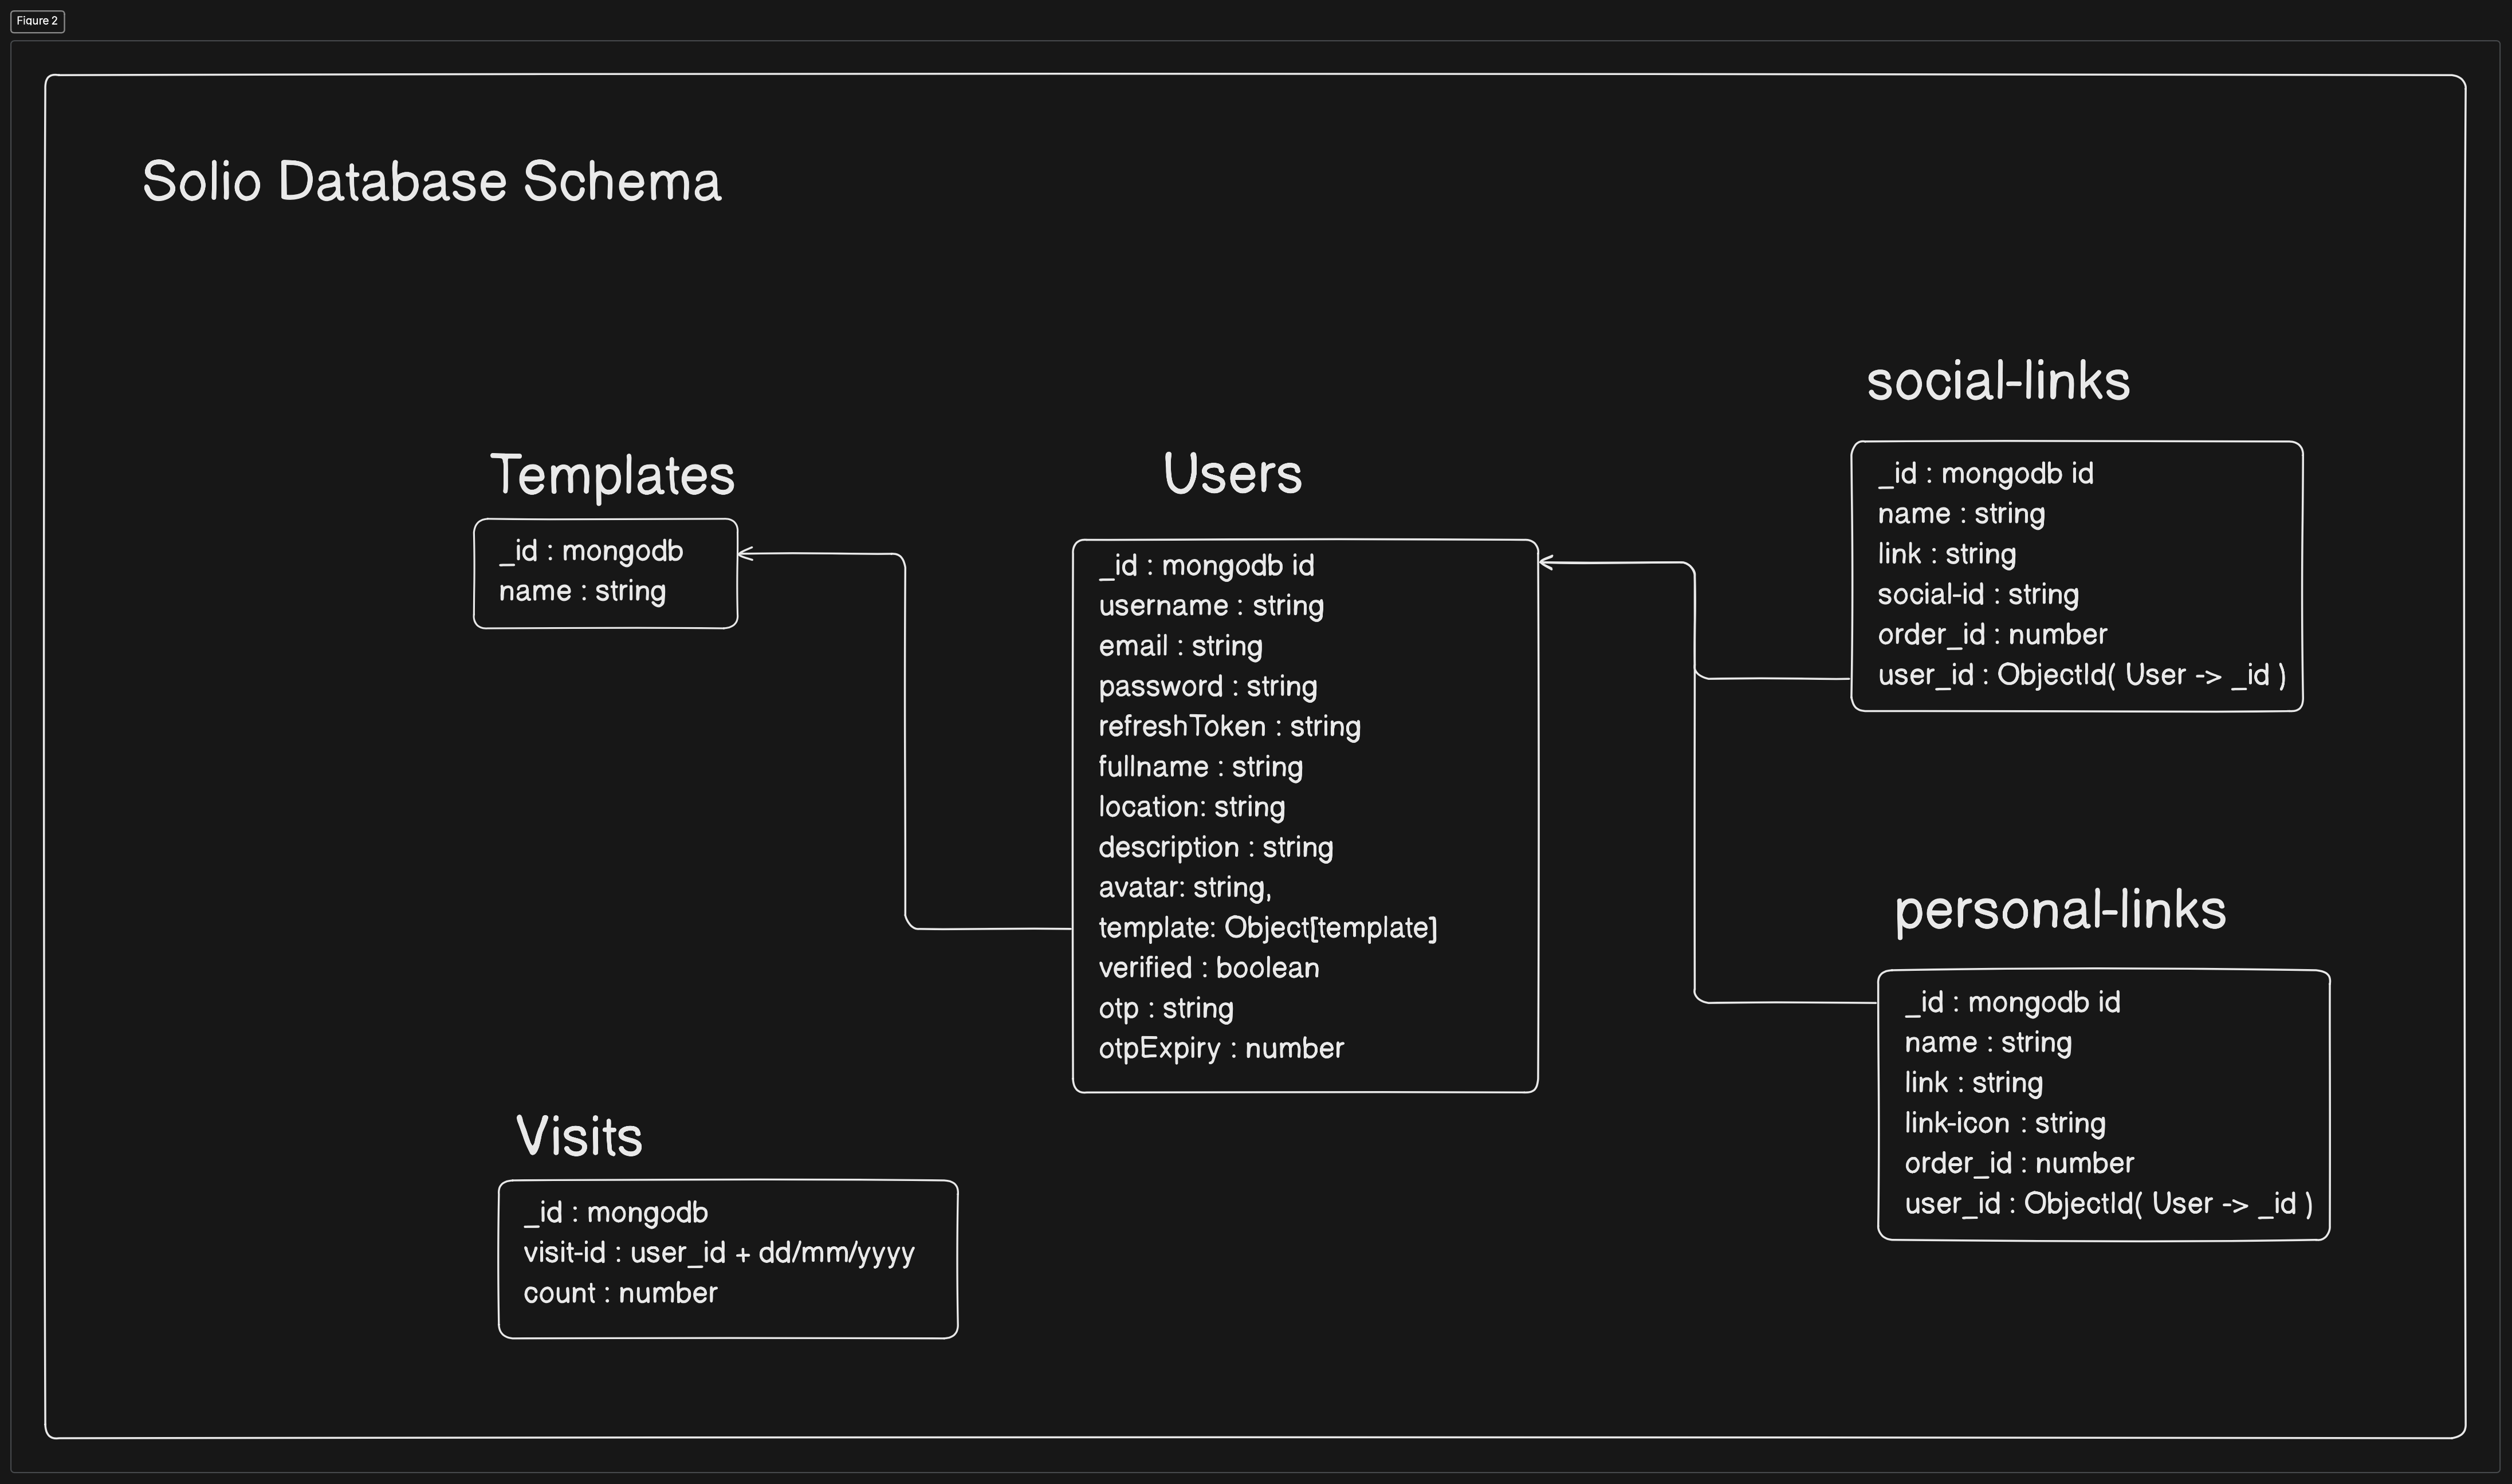 Figure 2
Solio Database Schema
Templates
_id : mongodb
name : string
Users
_id : mongodb id
username : string
email : string
password : string
refreshToken : string
fullname : string
location: string
description : string
avatar: string,
template: Object[template]
verified : boolean
otp : string
otpExpiry : number
social-links
_id : mongodb id
name : string
link : string
social-id : string
order_id : number
user_id : ObjectId( User -> _id )
personal-links
_id : mongodb id
name : string
link : string
link-icon : string
order_id : number
user_id : ObjectId( User -> _id )
Visits
_id : mongodb
visit-id : user_id + dd/mm/yyyy
count : number